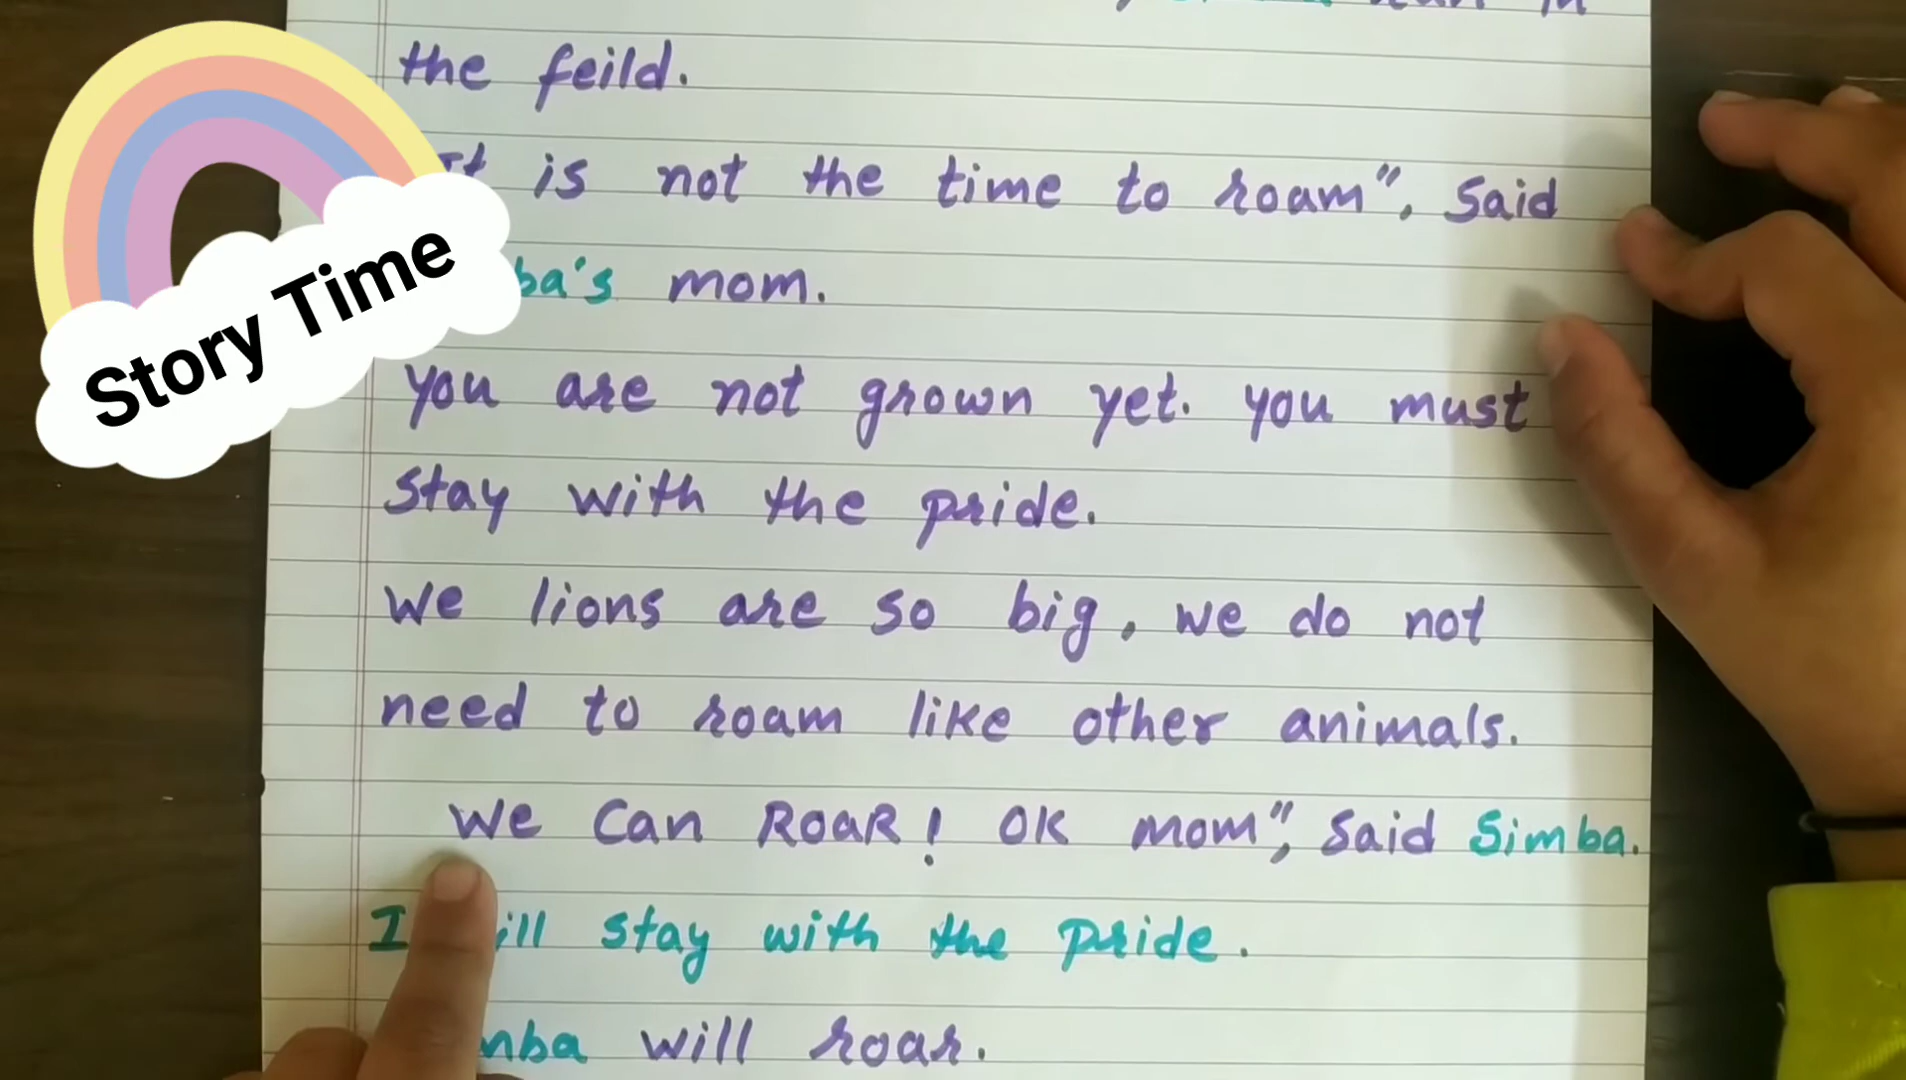 the feild.
is not the time to roam", said
ba's mom.
you are not grown yet. you must
stay with the pride.
We lions are so big, we do not
need to roam like other animals.
We can ROAR! OK mom", said Simba.
I ill stay with the pride.
mba will roar.
Story Time